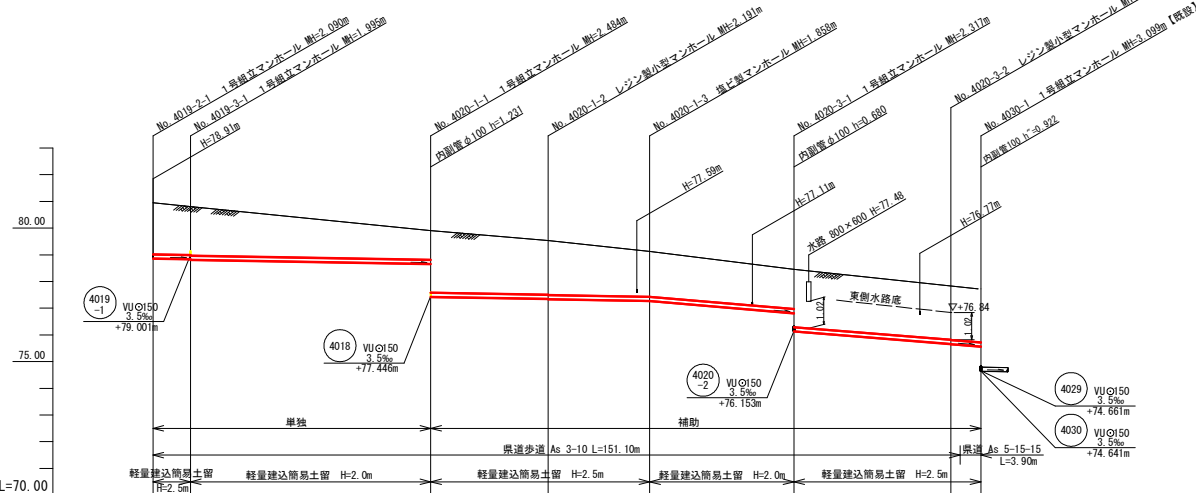 No. 4019-2-1 1号組立マンホール MH=2.090m
No. 4019-3-1 1号組立マンホール MH=1.995m
H=78.91m
No. 4020-1-1 1号組立マンホール MH=2.484m
内副管φ100 h=1.231
No. 4020-1-2 レジン製小型マンホール MH=2.191m
No. 4020-1-3 塩ビ製マンホール MH=1.858m
No. 4020-3-1 1号組立マンホール MH=2.317m
内副管φ100 h=0.680
No. 4020-3-2 レジン製小型マンホール MH
No. 4030-1 1号組立マンホール MH=3.099m【既設】
内副管100 h"=0.922
H=77.59m
H=77.11m
水路 800×600 H=77.48
H=76.77m
80.00
75.00
DL=70.00
東側水路底
▽+76.84
1.02
1.02
4019
-1
VU⊙150
3.5‰
+79.001m
4018
VU⊙150
3.5‰
+77.446m
4020
-2
VU⊙150
3.5‰
+76.153m
4029
VU⊙150
3.5‰
+74.661m
4030
VU⊙150
3.5‰
+74.641m
単独
補助
県道歩道 As 3-10 L=151.10m
県道 As 5-15-15
L=3.90m
軽量建込簡易土留
H=2.5m
軽量建込簡易土留 H=2.0m
軽量建込簡易土留 H=2.5m
軽量建込簡易土留 H=2.0m
軽量建込簡易土留 H=2.5m